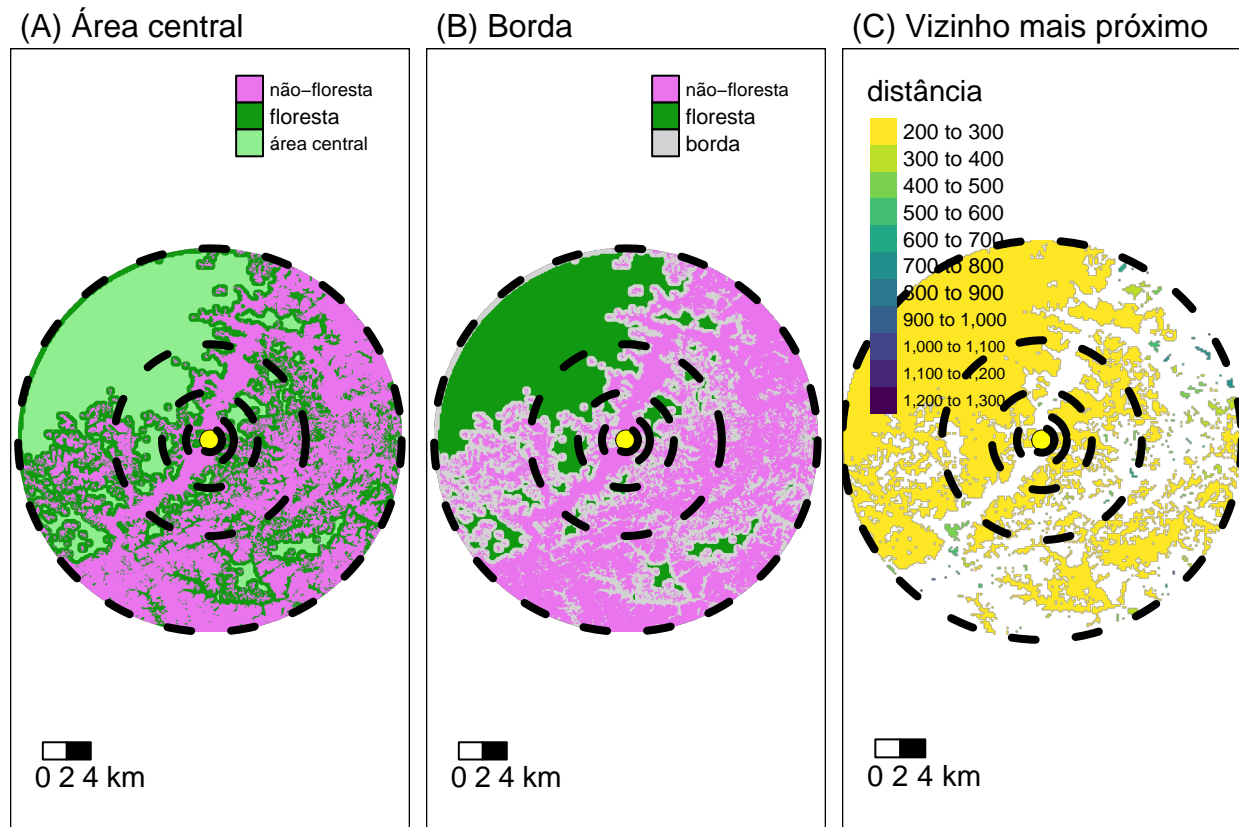 (A) Área central
não−floresta
floresta
área central
0 2 4 km
(B) Borda
não−floresta
floresta
borda
0 2 4 km
(C) Vizinho mais próximo
distância
200 to 300
300 to 400
400 to 500
500 to 600
600 to 700
700 to 800
800 to 900
900 to 1,000
1,000 to 1,100
1,100 to 1,200
1,200 to 1,300
0 2 4 km